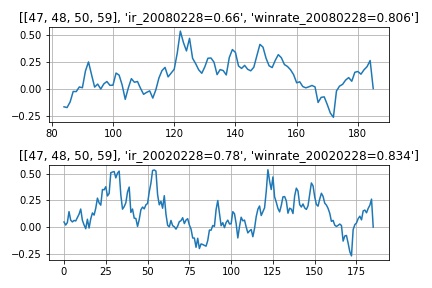 [[47, 48, 50, 59], 'ir_20080228=0.66', 'winrate_20080228=0.806']
0.50
0.25
0.00
−0.25
80 100 120 140 160 180
[[47, 48, 50, 59], 'ir_20020228=0.78', 'winrate_20020228=0.834']
0.50
0.25
0.00
−0.25
0 25 50 75 100 125 150 175